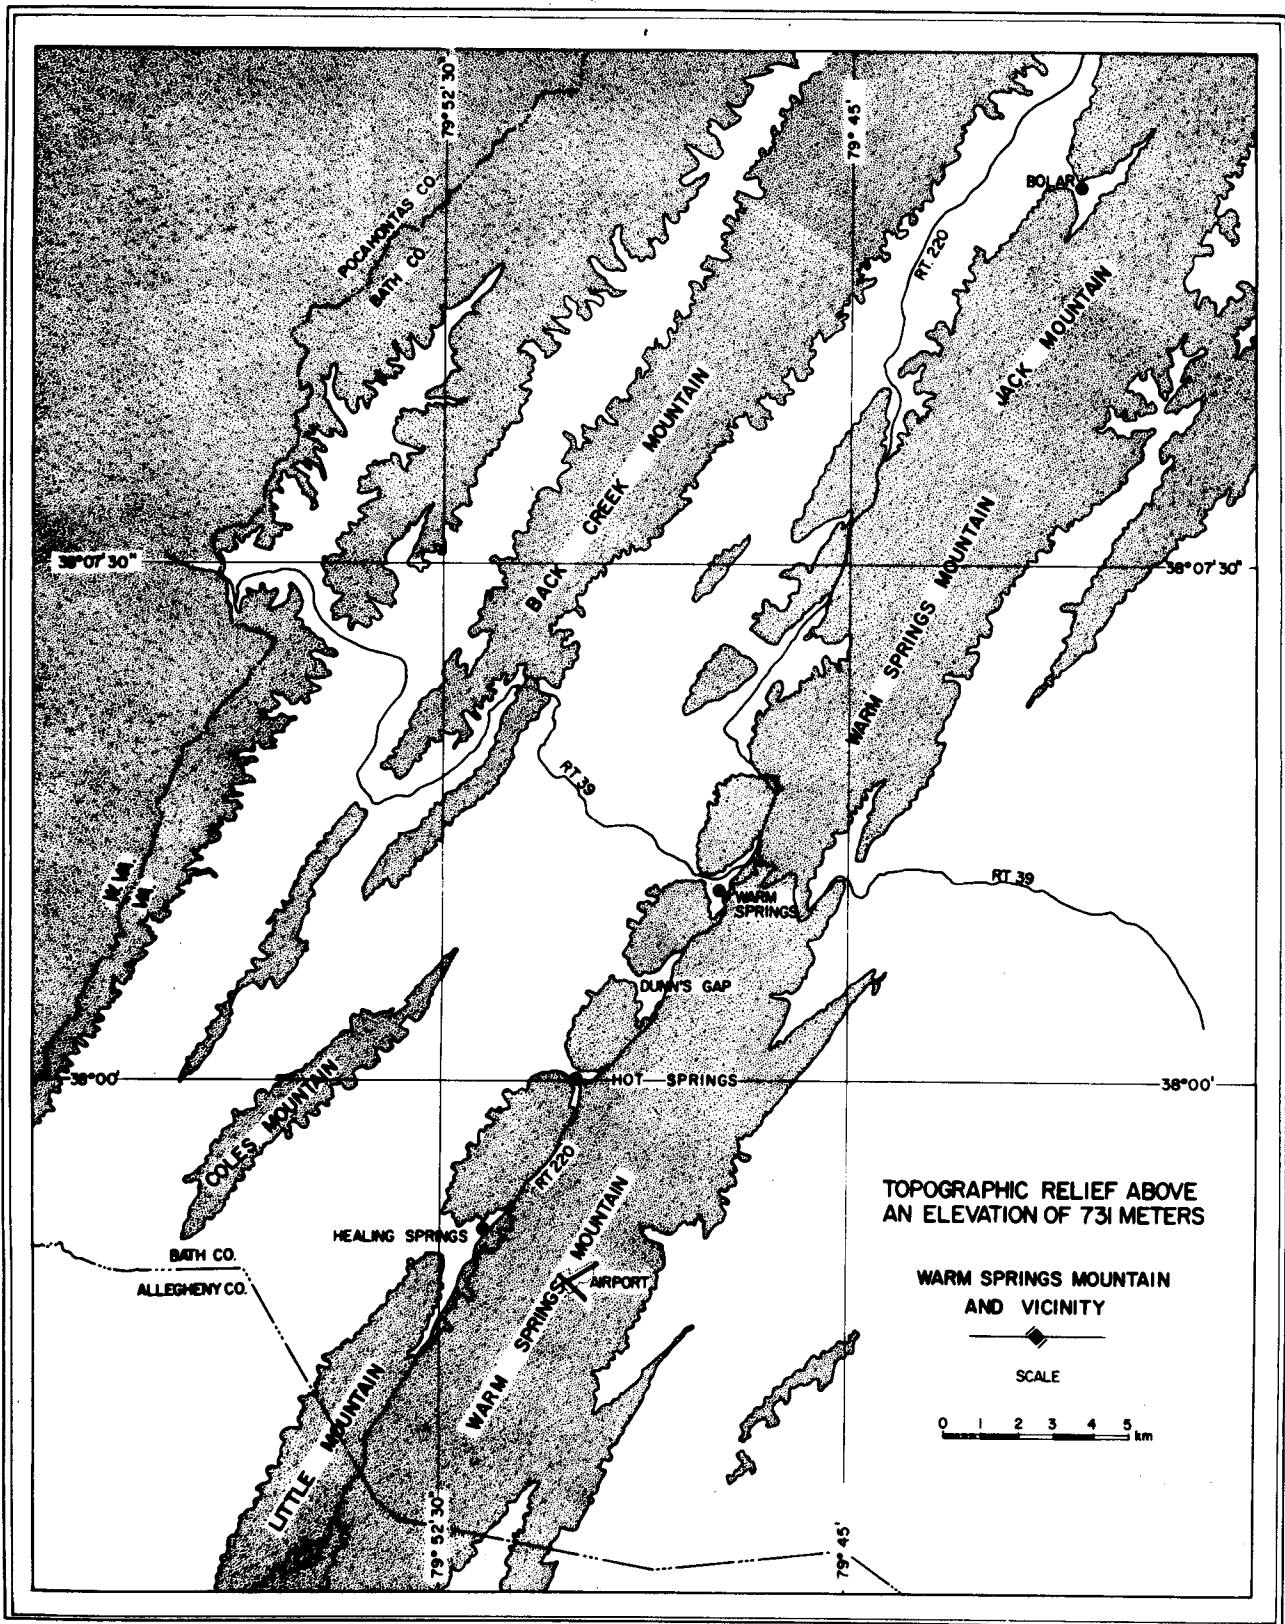 79° 52' 30"
79° 45'
BOLAR
POCAHONTAS CO.
BATH CO.
RT. 220
JACK MOUNTAIN
BACK CREEK MOUNTAIN
38°07'30"
38°07'30"
WARM SPRINGS MOUNTAIN
RT 39
W. VA.
VA.
RT 39
WARM
SPRINGS
DUNN'S GAP
38°00'
HOT SPRINGS
38°00'
COLES MOUNTAIN
RT 220
TOPOGRAPHIC RELIEF ABOVE
AN ELEVATION OF 731 METERS
HEALING SPRINGS
BATH CO.
ALLEGHENY CO.
WARM SPRINGS MOUNTAIN
AIRPORT
WARM SPRINGS MOUNTAIN
AND VICINITY
SCALE
0 1 2 3 4 5
km
LITTLE MOUNTAIN
79° 52' 30"
79° 45'